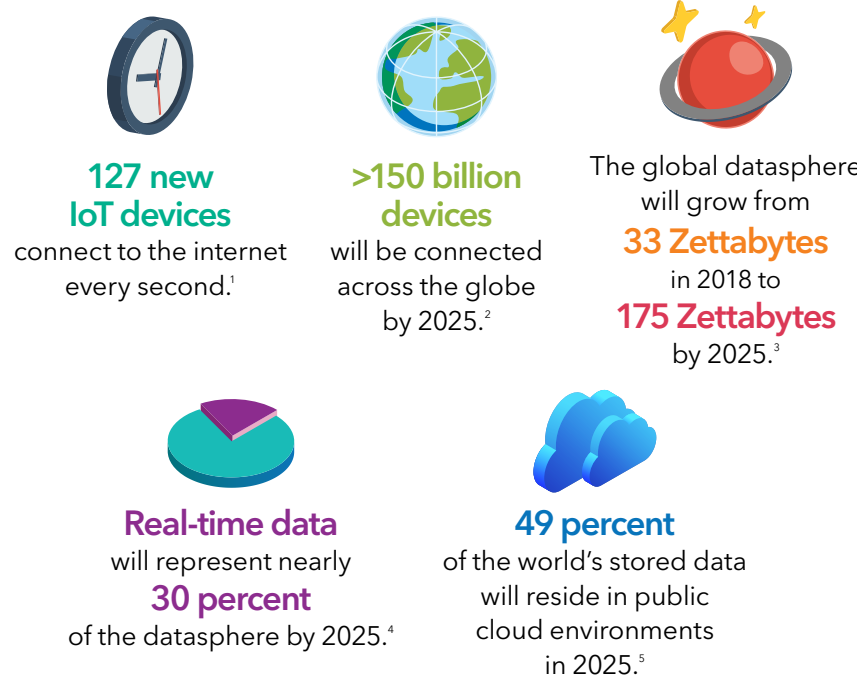 127 new
IoT devices
connect to the internet
every second.¹
>150 billion
devices
will be connected
across the globe
by 2025.²
The global datasphere
will grow from
33 Zettabytes
in 2018 to
175 Zettabytes
by 2025.³
Real-time data
will represent nearly
30 percent
of the datasphere by 2025.⁴
49 percent
of the world’s stored data
will reside in public
cloud environments
in 2025.⁵